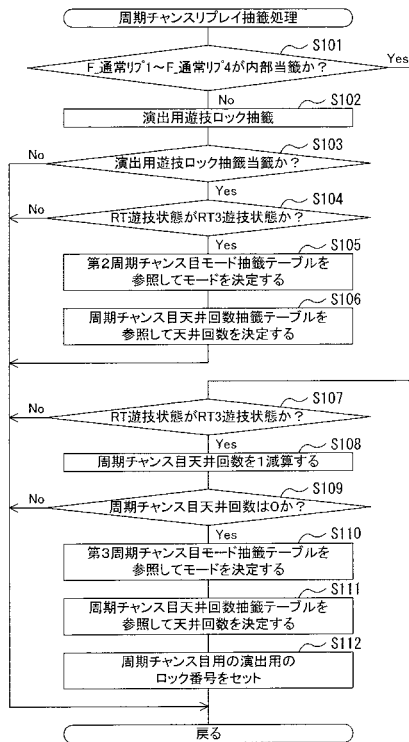 周期チャンスリプレイ抽籤処理
S101
F_通常リプ1～F_通常リプ4が内部当籤か？
Yes
No
S102
演出用遊技ロック抽籤
S103
No
演出用遊技ロック抽籤当籤か？
Yes
S104
No
RT遊技状態がRT3遊技状態か？
Yes
S105
第2周期チャンス目モード抽籤テーブルを
参照してモードを決定する
S106
周期チャンス目天井回数抽籤テーブルを
参照して天井回数を決定する
S107
No
RT遊技状態がRT3遊技状態か？
Yes
S108
周期チャンス目天井回数を1減算する
S109
No
周期チャンス目天井回数は0か？
Yes
S110
第3周期チャンス目モード抽籤テーブルを
参照してモードを決定する
S111
周期チャンス目天井回数抽籤テーブルを
参照して天井回数を決定する
S112
周期チャンス目用の演出用の
ロック番号をセット
戻る